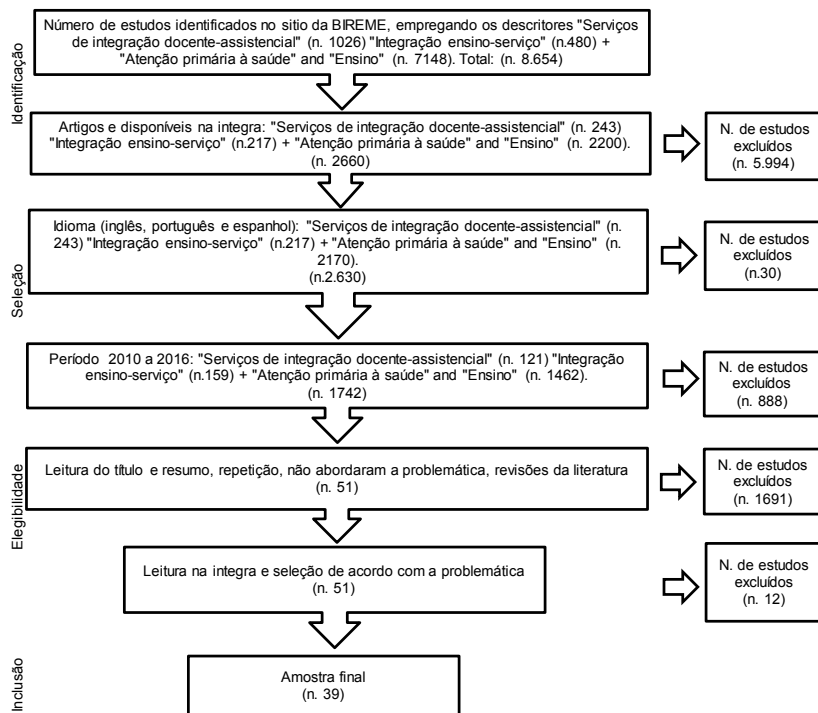 Identificação
Número de estudos identificados no sitio da BIREME, empregando os descritores "Serviços
de integração docente-assistencial" (n. 1026) "Integração ensino-serviço" (n.480) +
"Atenção primária à saúde" and "Ensino" (n. 7148). Total: (n. 8.654)
Artigos e disponíveis na integra: "Serviços de integração docente-assistencial" (n. 243)
"Integração ensino-serviço" (n.217) + "Atenção primária à saúde" and "Ensino" (n. 2200).
(n. 2660)
N. de estudos
excluídos
(n. 5.994)
Seleção
Idioma (inglês, português e espanhol): "Serviços de integração docente-assistencial" (n.
243) "Integração ensino-serviço" (n.217) + "Atenção primária à saúde" and "Ensino" (n.
2170).
(n.2.630)
N. de estudos
excluídos
(n.30)
Período 2010 a 2016: "Serviços de integração docente-assistencial" (n. 121) "Integração
ensino-serviço" (n.159) + "Atenção primária à saúde" and "Ensino" (n. 1462).
(n. 1742)
N. de estudos
excluídos
(n. 888)
Elegibilidade
Leitura do título e resumo, repetição, não abordaram a problemática, revisões da literatura
(n. 51)
N. de estudos
excluídos
(n. 1691)
Leitura na integra e seleção de acordo com a problemática
(n. 51)
N. de estudos
excluídos
(n. 12)
Inclusão
Amostra final
(n. 39)